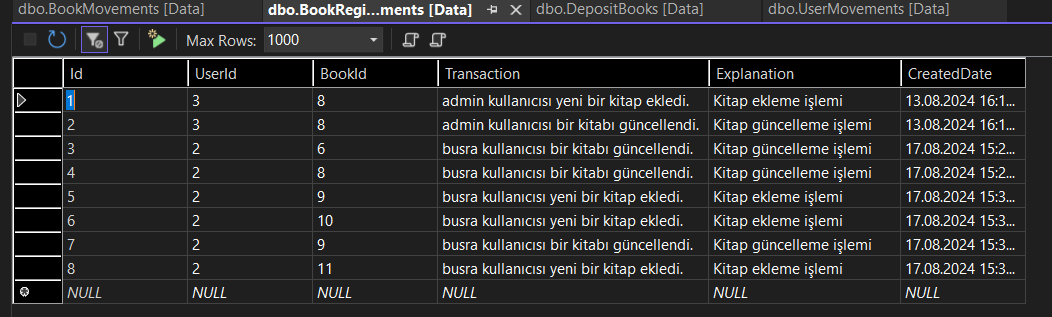 dbo.BookMovements [Data] dbo.BookRegi...ments [Data] dbo.DepositBooks [Data] dbo.UserMovements [Data]
Max Rows: 1000
Id UserId BookId Transaction Explanation CreatedDate
1 3 8 admin kullanıcısı yeni bir kitap ekledi. Kitap ekleme işlemi 13.08.2024 16:1...
2 3 8 admin kullanıcısı bir kitabı güncellendi. Kitap güncelleme işlemi 13.08.2024 16:1...
3 2 6 busra kullanıcısı bir kitabı güncellendi. Kitap güncelleme işlemi 17.08.2024 15:2...
4 2 8 busra kullanıcısı bir kitabı güncellendi. Kitap güncelleme işlemi 17.08.2024 15:2...
5 2 9 busra kullanıcısı yeni bir kitap ekledi. Kitap ekleme işlemi 17.08.2024 15:3...
6 2 10 busra kullanıcısı yeni bir kitap ekledi. Kitap ekleme işlemi 17.08.2024 15:3...
7 2 9 busra kullanıcısı bir kitabı güncellendi. Kitap güncelleme işlemi 17.08.2024 15:3...
8 2 11 busra kullanıcısı yeni bir kitap ekledi. Kitap ekleme işlemi 17.08.2024 15:3...
NULL NULL NULL NULL NULL NULL